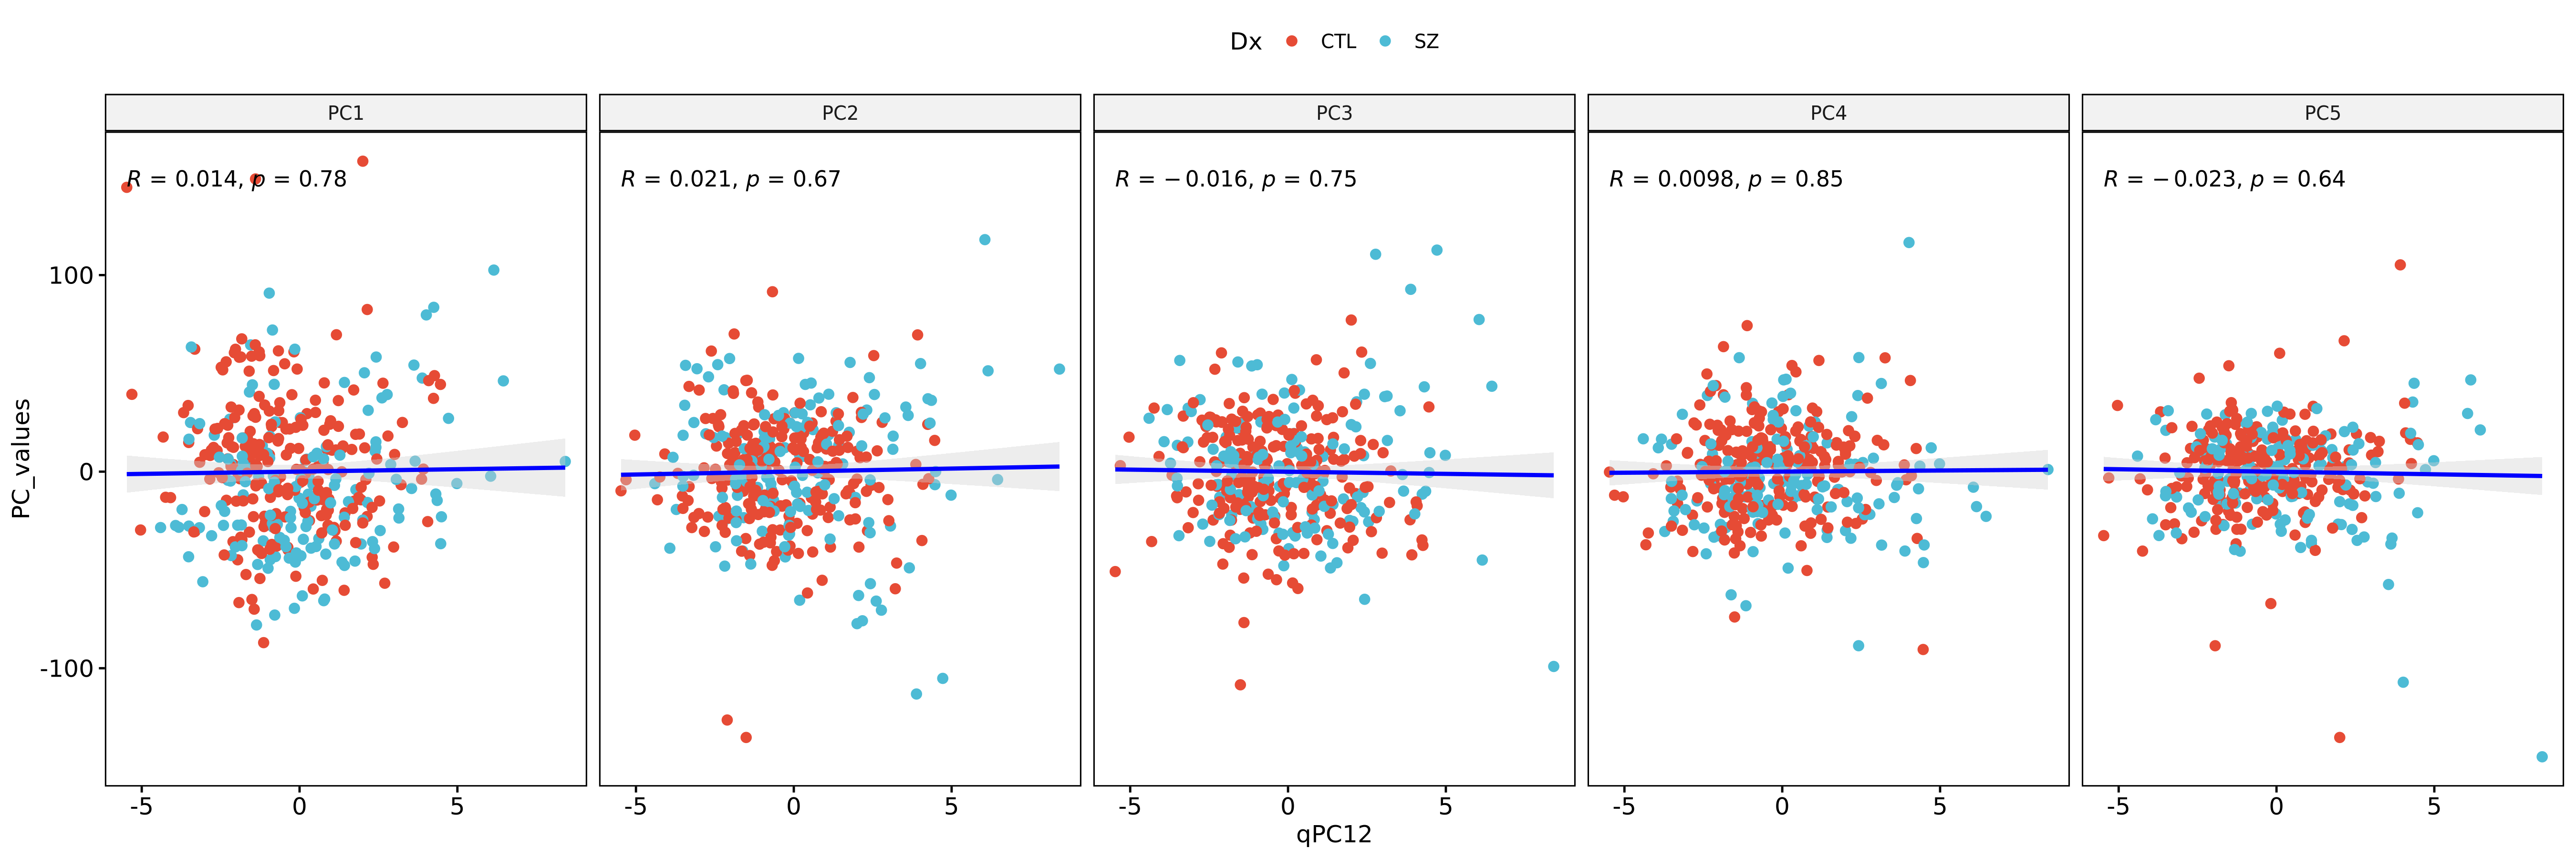 Dx CTL SZ
PC1 PC2 PC3 PC4 PC5
R = 0.014, p = 0.78 R = 0.021, p = 0.67 R = −0.016, p = 0.75 R = 0.0098, p = 0.85 R = −0.023, p = 0.64
100
0
-100
PC_values
-5 0 5 -5 0 5 -5 0 5 -5 0 5 -5 0 5
qPC12